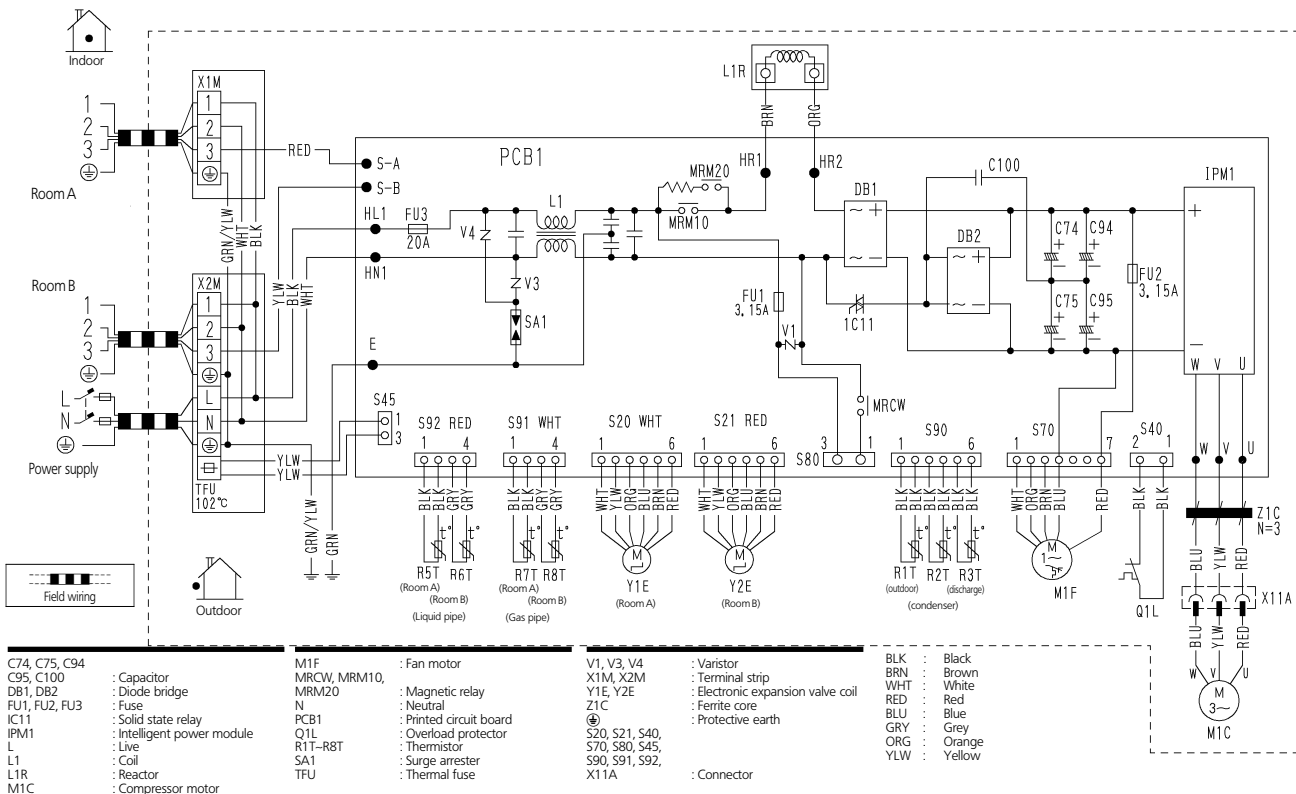 Indoor
X1M
1
2
3
1
2
3
Room A
RED
S-A
S-B
PCB1
L1R
BRN
ORG
HR1
HR2
MRM20
MRM10
C100
IPM1
HL1
FU3
20A
HN1
V4
L1
V3
SA1
E
DB1
~ +
~ −
DB2
~ +
~ −
C74
C94
C75
C95
+
−
FU1
3.15A
V1
1C11
FU2
3.15A
W V U
GRN/YLW
WHT
BLK
Room B
X2M
1
2
3
1
2
3
L
N
L
N
Power supply
TFU
102°C
YLW
BLK
WHT
YLW
YLW
GRN/YLW
GRN
S45
1
3
S92 RED
1 4
BLK BLK GRY GRY
t° t°
R5T R6T
(Room A)
(Room B)
(Liquid pipe)
S91 WHT
1 4
BLK BLK GRY GRY
t° t°
R7T R8T
(Room A)
(Room B)
(Gas pipe)
S20 WHT
1 6
WHT YLW ORG BLU BRN RED
M
Y1E
(Room A)
S21 RED
1 6
WHT YLW ORG BLU BRN RED
M
Y2E
(Room B)
MRCW
S80
3 1
S90
1 6
BLK BLK BLK BLK BLK BLK
t° t° t°
R1T R2T R3T
(outdoor) (discharge)
(condenser)
S70
1 7
WHT ORG BRN BLU RED
M
1~
M1F
S40
2 1
BLK BLK
Q1L
W V U
Z1C
N=3
BLU YLW RED
X11A
BLU YLW RED
W V U
M
3~
M1C
Field wiring
Outdoor
C74, C75, C94
C95, C100 : Capacitor
DB1, DB2 : Diode bridge
FU1, FU2, FU3 : Fuse
IC11 : Solid state relay
IPM1 : Intelligent power module
L : Live
L1 : Coil
L1R : Reactor
M1C : Compressor motor
M1F : Fan motor
MRCW, MRM10,
MRM20 : Magnetic relay
N : Neutral
PCB1 : Printed circuit board
Q1L : Overload protector
R1T~R8T : Thermistor
SA1 : Surge arrester
TFU : Thermal fuse
V1, V3, V4 : Varistor
X1M, X2M : Terminal strip
Y1E, Y2E : Electronic expansion valve coil
Z1C : Ferrite core
: Protective earth
S20, S21, S40,
S70, S80, S45,
S90, S91, S92,
X11A : Connector
BLK : Black
BRN : Brown
WHT : White
RED : Red
BLU : Blue
GRY : Grey
ORG : Orange
YLW : Yellow